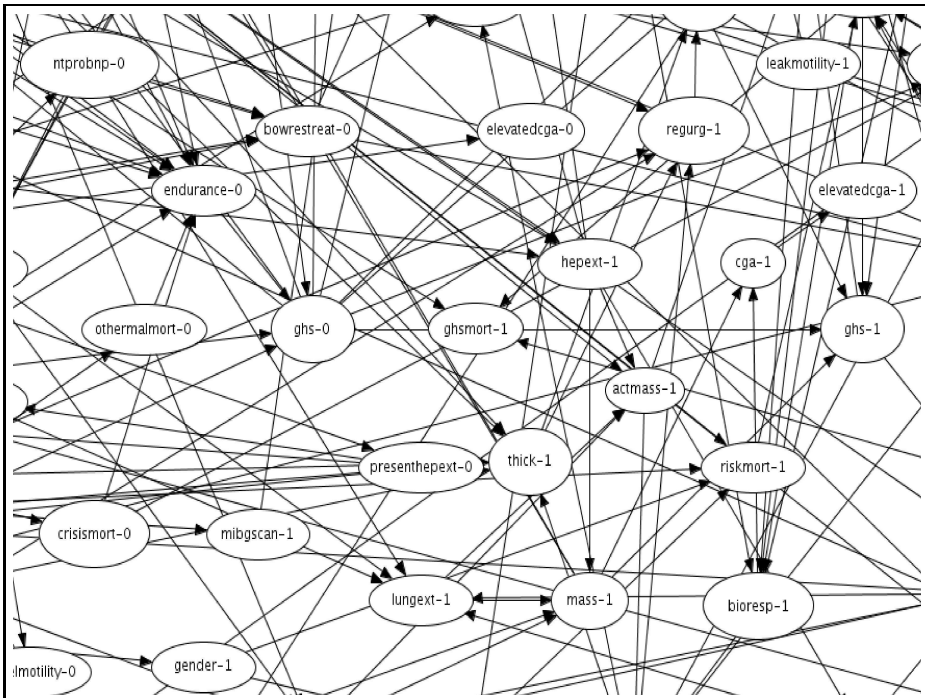 ntprobnp-0
leakmotility-1
bowrestreat-0
elevatedcga-0
regurg-1
endurance-0
elevatedcga-1
hepext-1
cga-1
othermalmort-0
ghs-0
ghsmort-1
ghs-1
actmass-1
presenthepext-0
thick-1
riskmort-1
crisismort-0
mibgscan-1
lungext-1
mass-1
bioresp-1
elmotility-0
gender-1